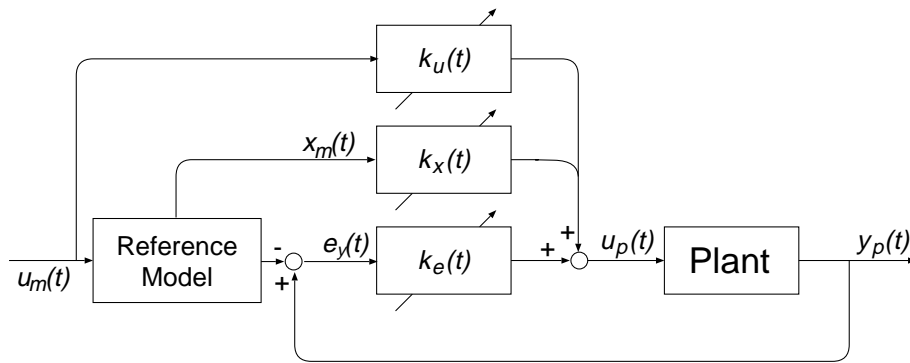 k_u(t)
x_m(t)
k_x(t)
Reference
Model
-
+
e_y(t)
k_e(t)
+
+
u_p(t)
Plant
y_p(t)
u_m(t)